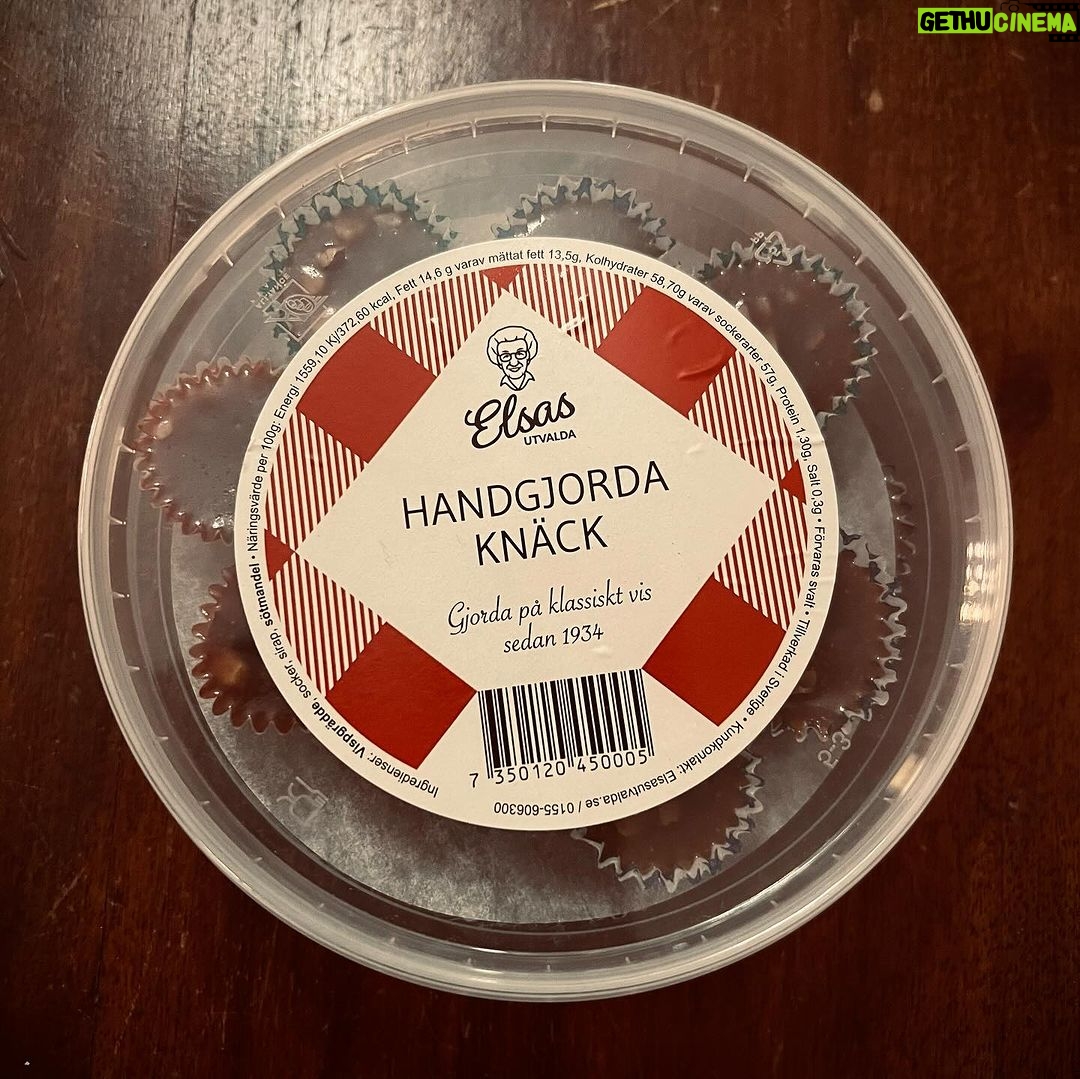 GETHUCINEMA
Elsas
UTVALDA
HANDGJORDA
KNÄCK
Gjorda på klassiskt vis
sedan 1934
7 350120 450005
Ingredienser: Vispgrädde, socker, sirap, sötmandel • Näringsvärde per 100g: Energi 1559,10 Kj/372,60 kcal, Fett 14,6 g varav mättat fett 13,5g, Kolhydrater 58,70g varav sockerarter 57g, Protein 1,30g, Salt 0,3g • Förvaras svalt • Tillverkad i Sverige • Kundkontakt: Elsasutvalda.se / 0155-606300